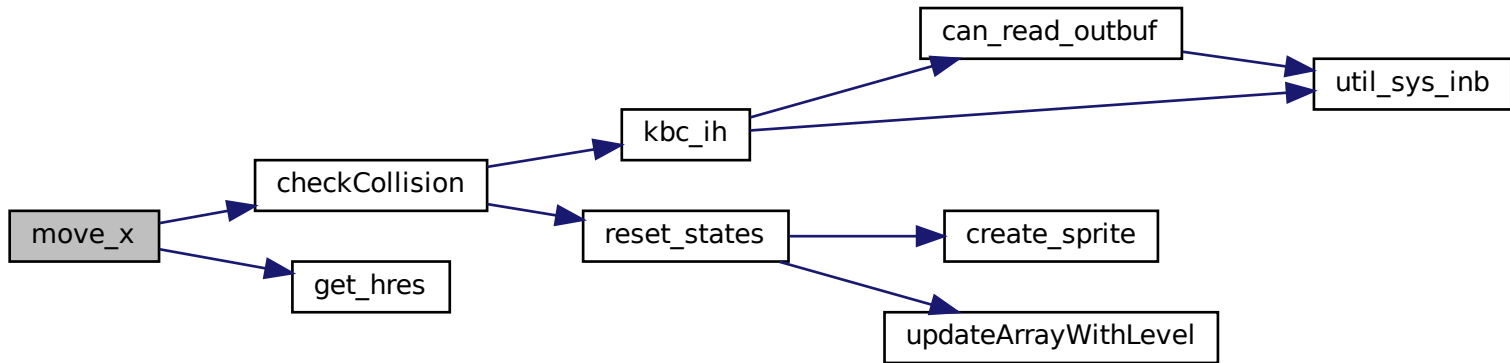 move_x
checkCollision
kbc_ih
can_read_outbuf
util_sys_inb
reset_states
create_sprite
updateArrayWithLevel
get_hres